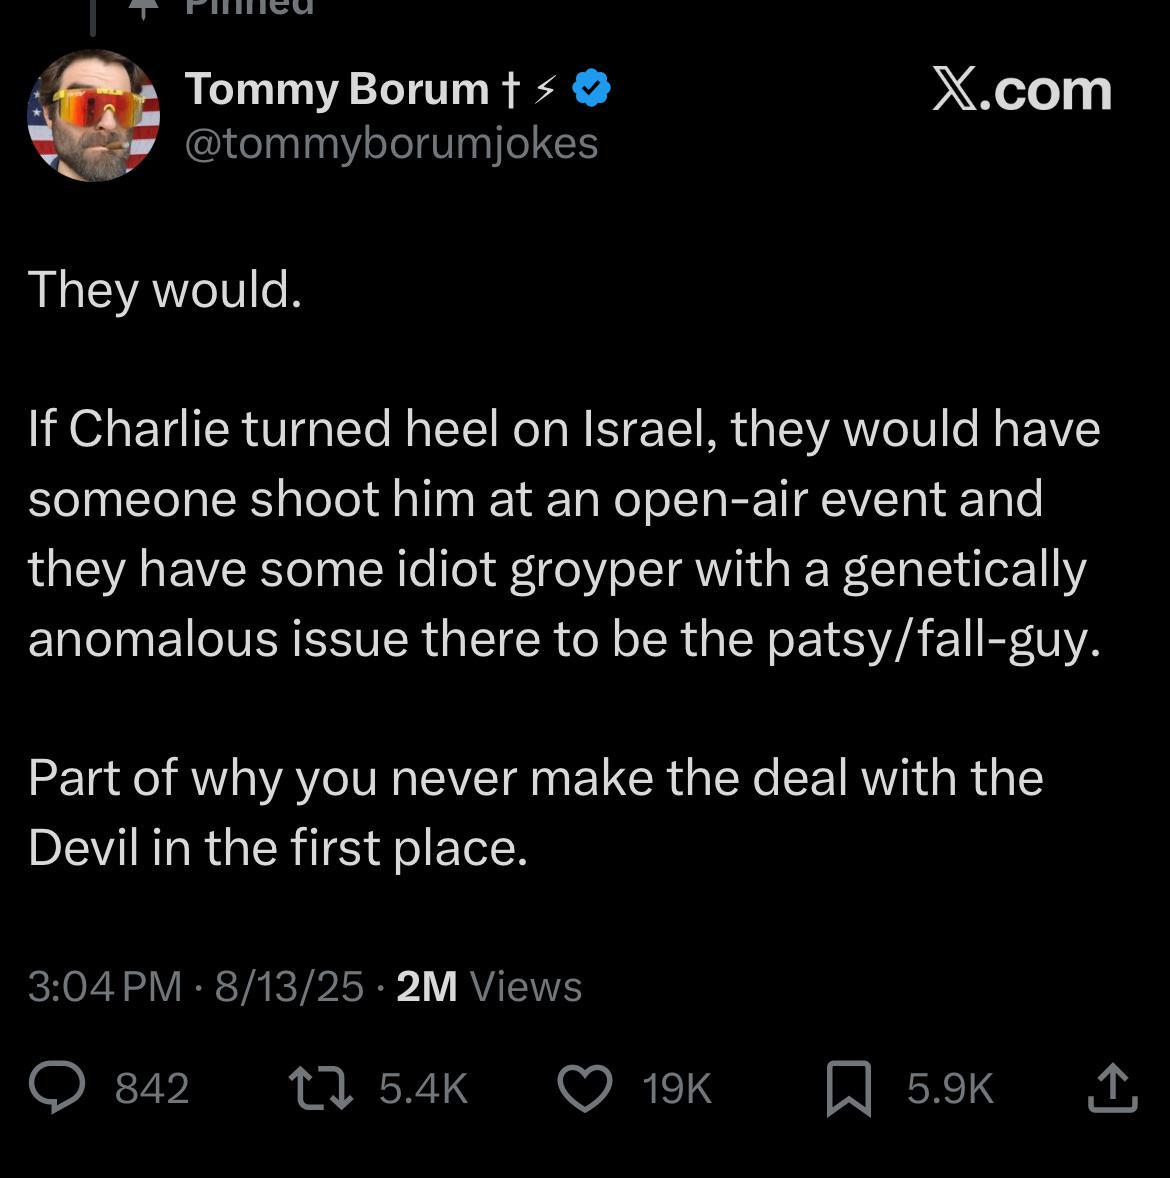 Pinned
Tommy Borum † ⚡
@tommyborumjokes
X.com
They would.
If Charlie turned heel on Israel, they would have
someone shoot him at an open-air event and
they have some idiot groyper with a genetically
anomalous issue there to be the patsy/fall-guy.
Part of why you never make the deal with the
Devil in the first place.
3:04 PM · 8/13/25 · 2M Views
842 5.4K 19K 5.9K